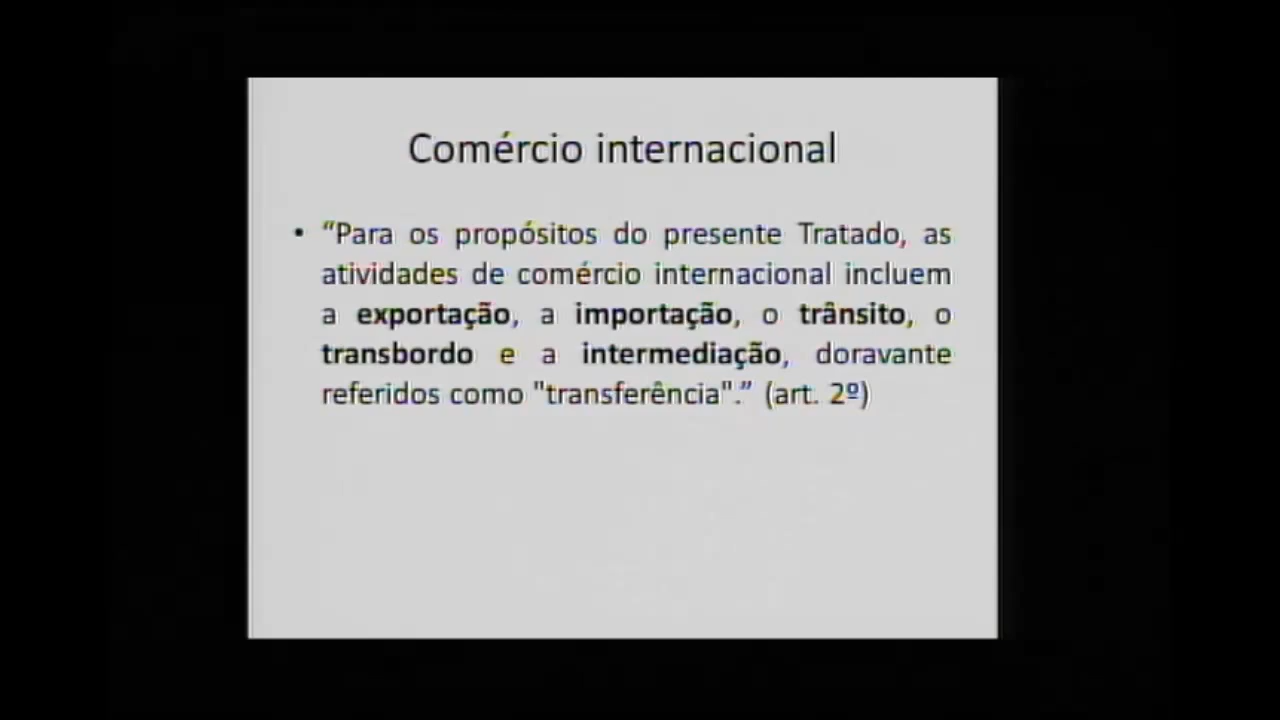 Comércio internacional
• “Para os propósitos do presente Tratado, as
atividades de comércio internacional incluem
a exportação, a importação, o trânsito, o
transbordo e a intermediação, doravante
referidos como "transferência".” (art. 2º)